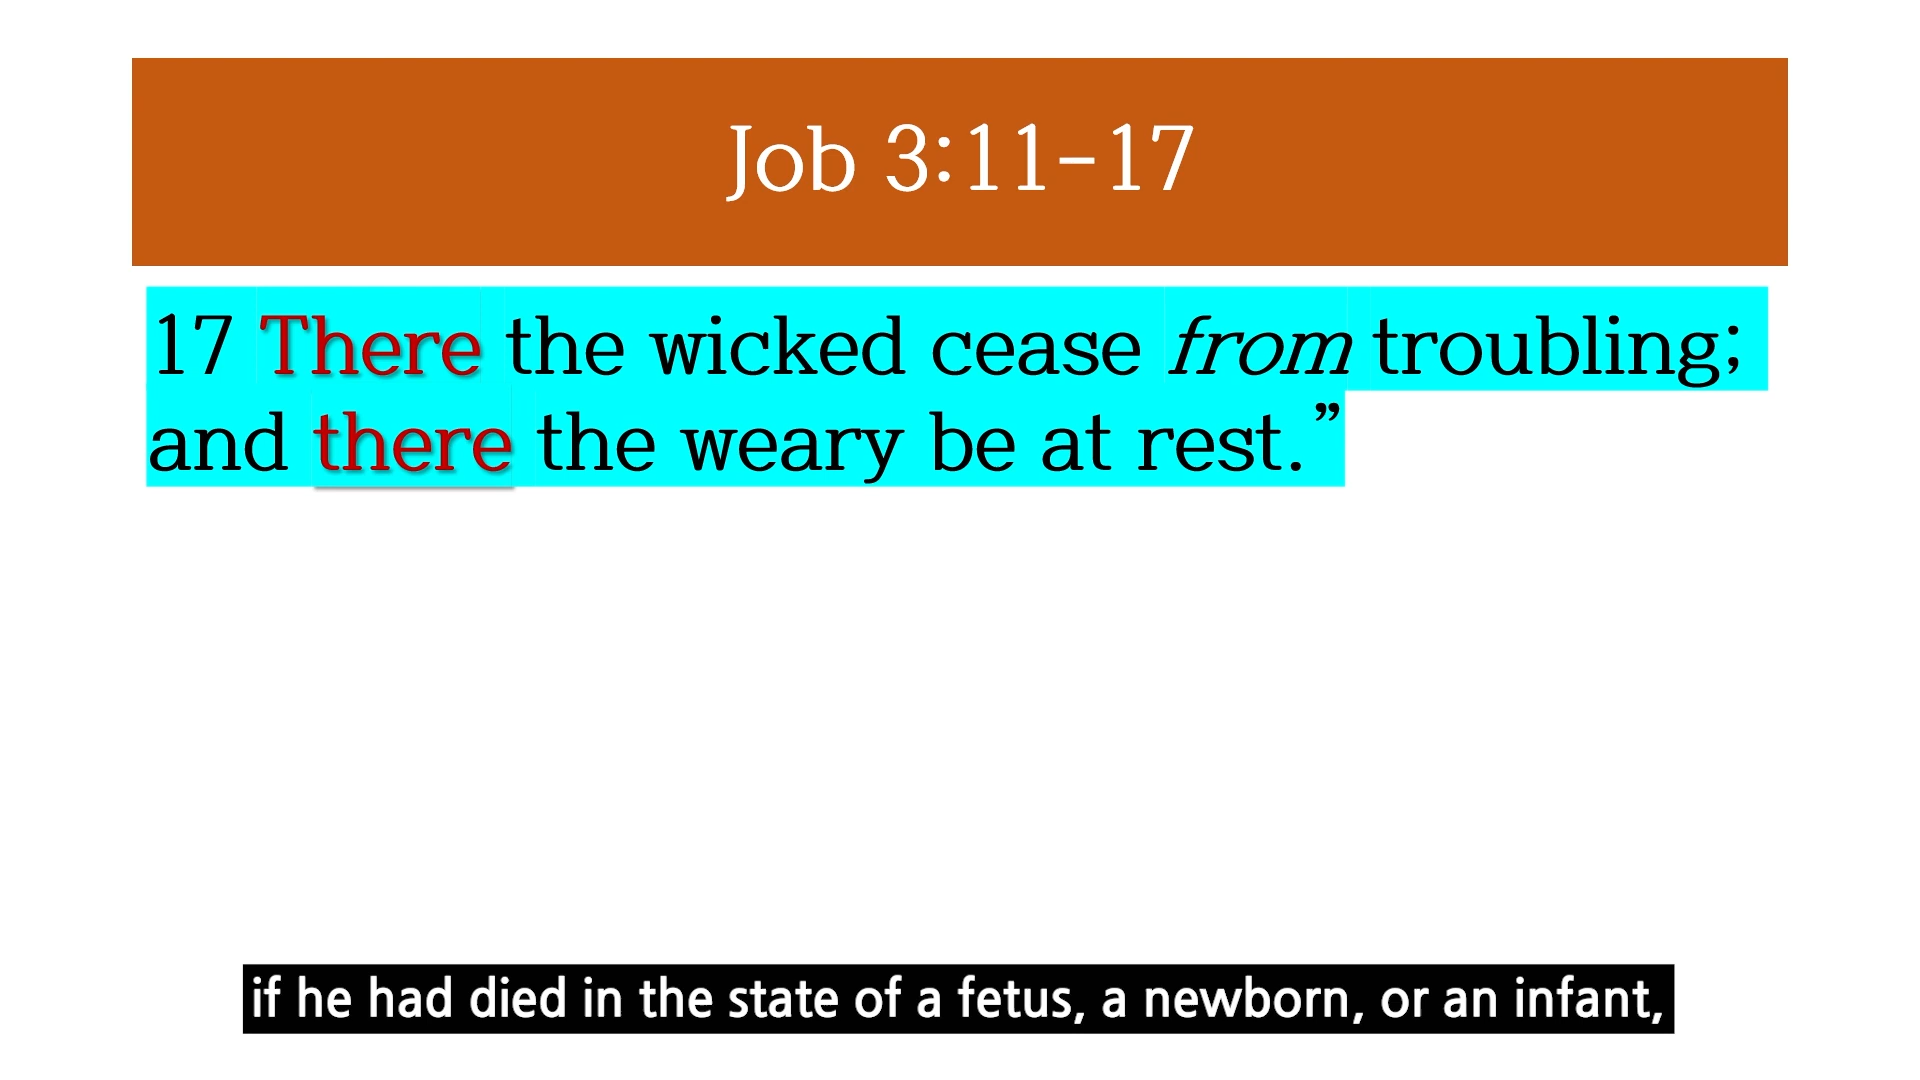 Job 3:11-17
17 There the wicked cease from troubling;
and there the weary be at rest.”
if he had died in the state of a fetus, a newborn, or an infant,